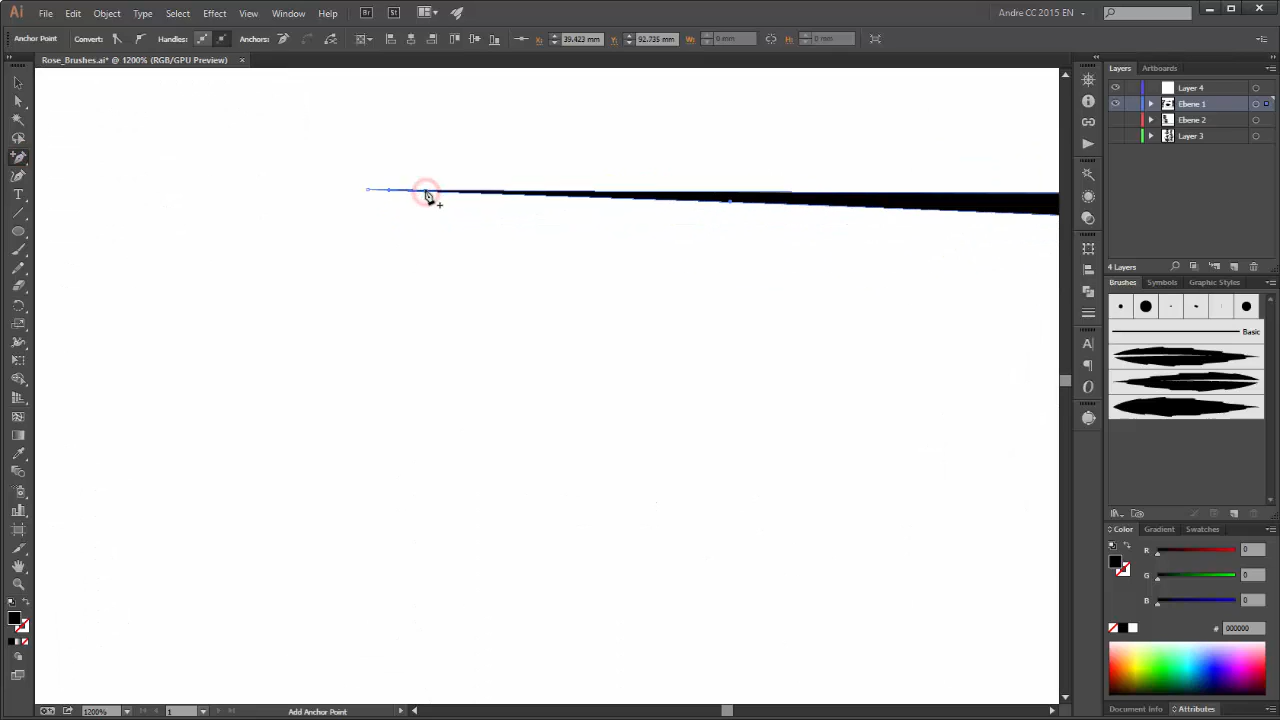 Ai File Edit Object Type Select Effect View Window Help Br St Andre CC 2015 EN
Anchor Point Convert: Handles: Anchors: X: 39.423 mm Y: 92.735 mm W: 0 mm H: 0 mm
Rose_Brushes.ai* @ 1200% (RGB/GPU Preview) ×
Layers Artboards
Layer 4
Ebene 1
Ebene 2
Layer 3
4 Layers
Brushes Symbols Graphic Styles
Basic
Color Gradient Swatches
R 0
G 0
B 0
# 000000
1200% 1 Add Anchor Point Document Info Attributes